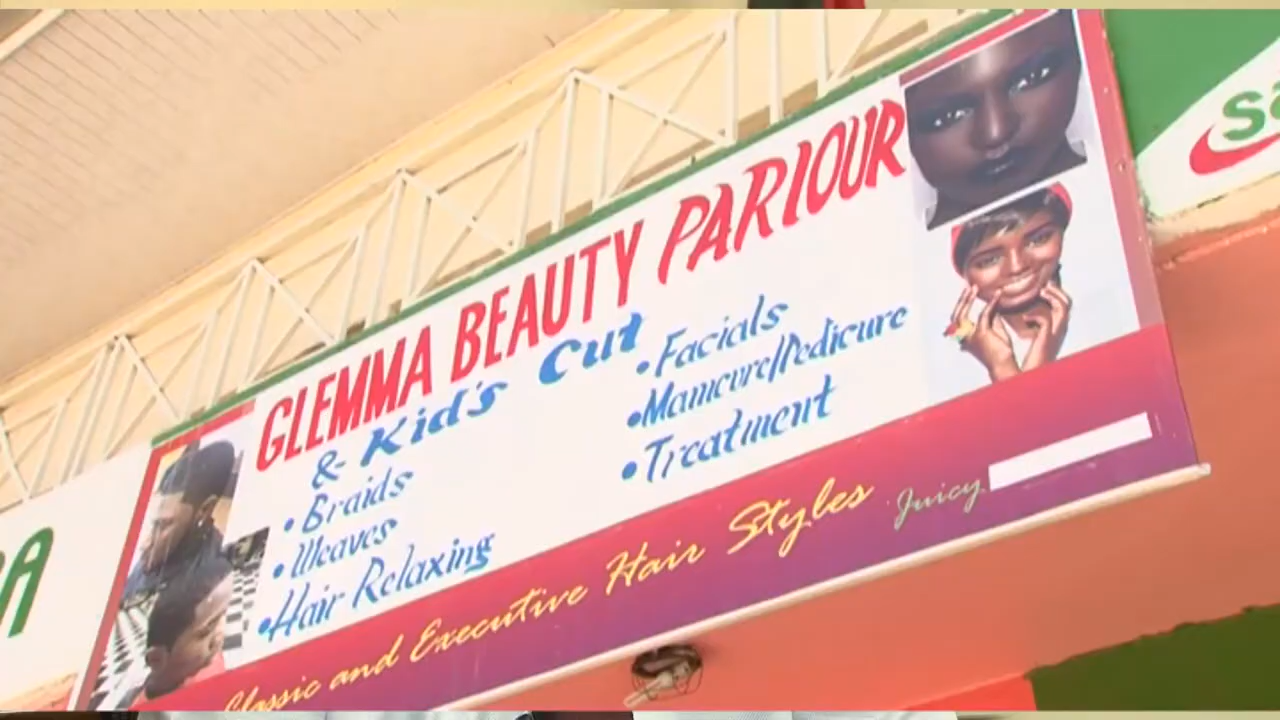 GLEMMA BEAUTY PARIOUR
& Kid's Cut
• Braids
• Weaves
• Hair Relaxing
• Facials
• Manicure/Pedicure
• Treatment
Classic and Executive Hair Styles
Juicy